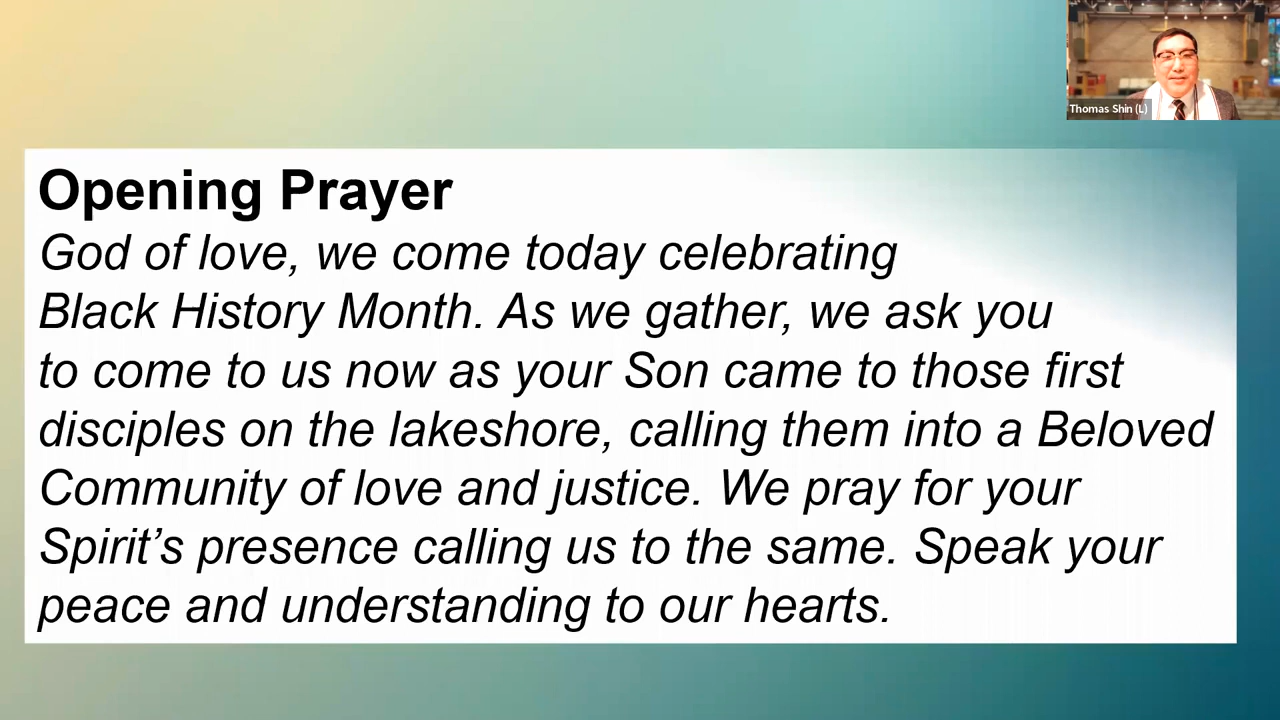 Thomas Shin (L)
Opening Prayer
God of love, we come today celebrating
Black History Month. As we gather, we ask you
to come to us now as your Son came to those first
disciples on the lakeshore, calling them into a Beloved
Community of love and justice. We pray for your
Spirit’s presence calling us to the same. Speak your
peace and understanding to our hearts.